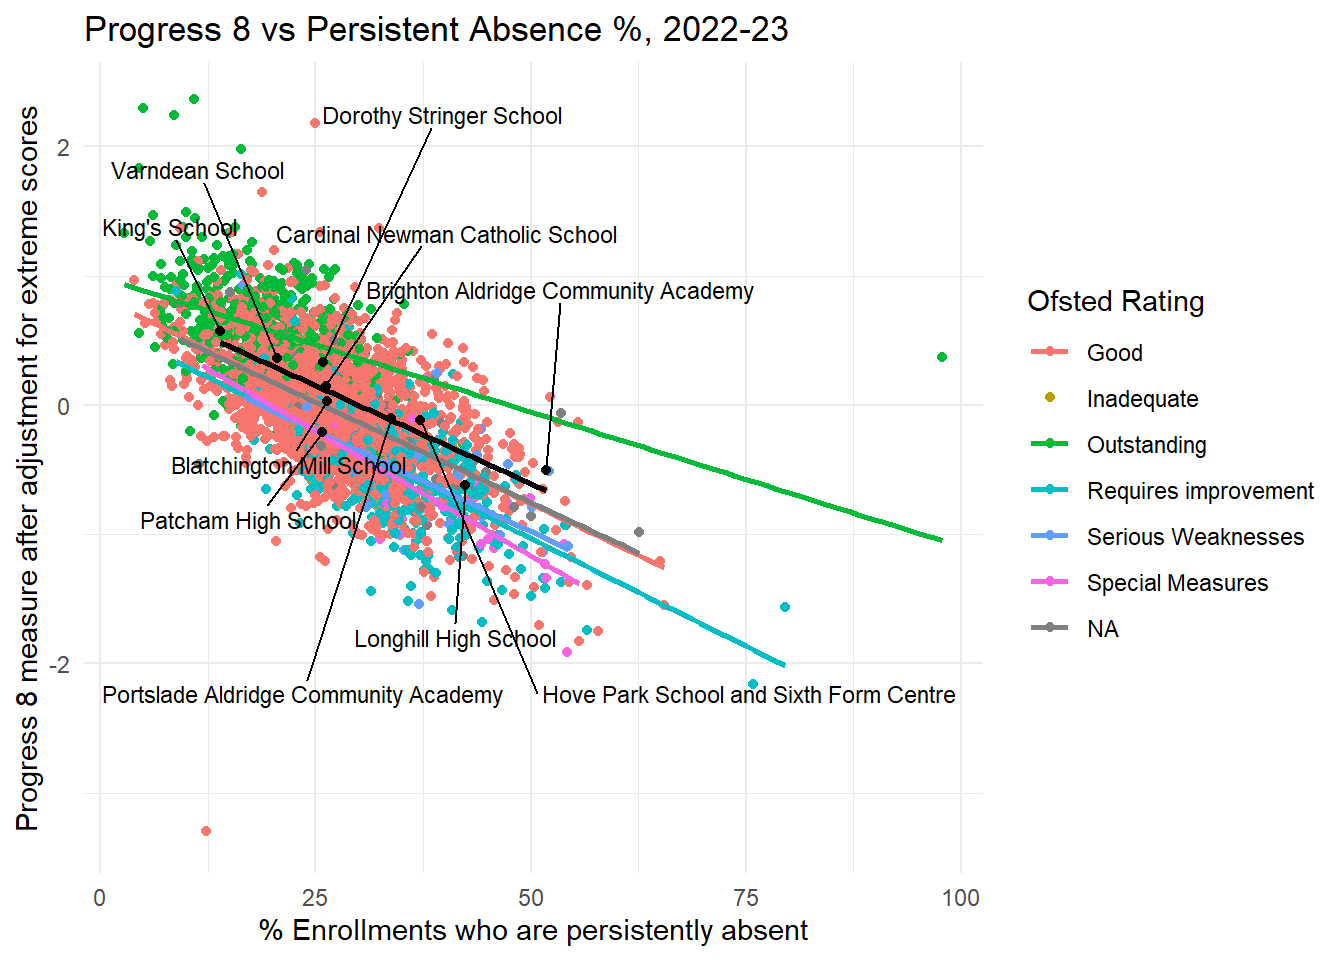 Progress 8 vs Persistent Absence %, 2022-23
Progress 8 measure after adjustment for extreme scores
2
0
-2
Dorothy Stringer School
Varndean School
King's School
Cardinal Newman Catholic School
Brighton Aldridge Community Academy
Blatchington Mill School
Patcham High School
Longhill High School
Portslade Aldridge Community Academy
Hove Park School and Sixth Form Centre
0
25
50
75
100
% Enrollments who are persistently absent
Ofsted Rating
Good
Inadequate
Outstanding
Requires improvement
Serious Weaknesses
Special Measures
NA